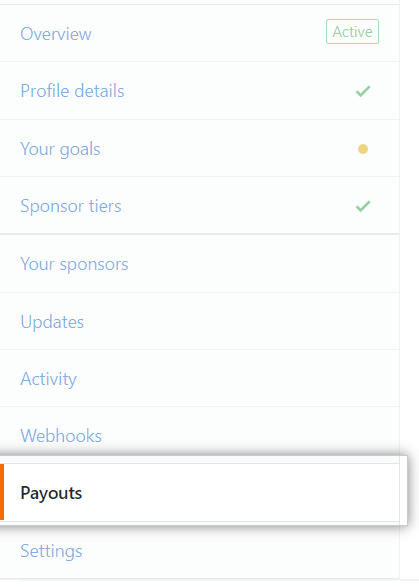 Overview
Active
Profile details
Your goals
Sponsor tiers
Your sponsors
Updates
Activity
Webhooks
Payouts
Settings